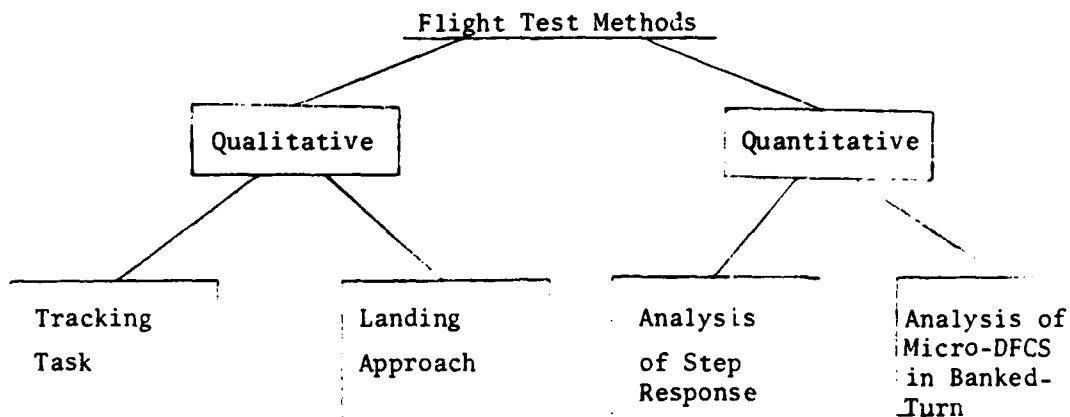 Flight Test Methods
Qualitative
Quantitative
Tracking
Task
Landing
Approach
Analysis
of Step
Response
Analysis of
Micro-DFCS
in Banked-
Turn